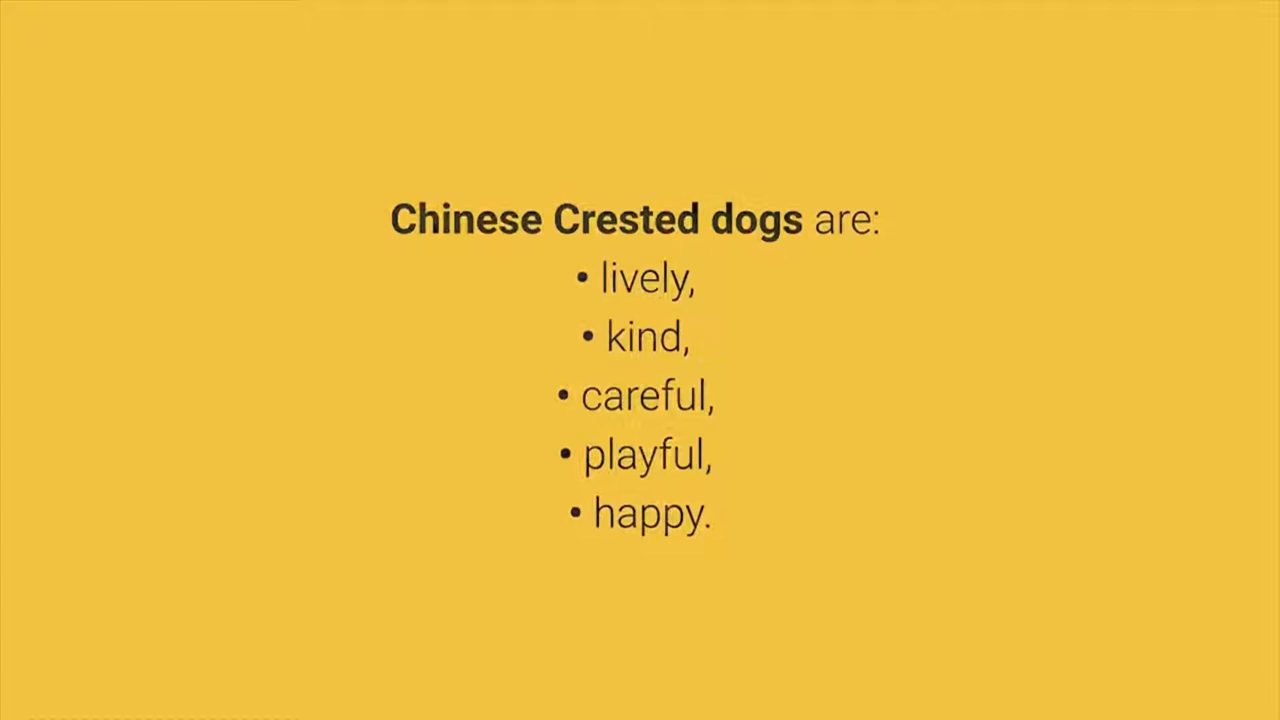 Chinese Crested dogs are:
• lively,
• kind,
• careful,
• playful,
• happy.